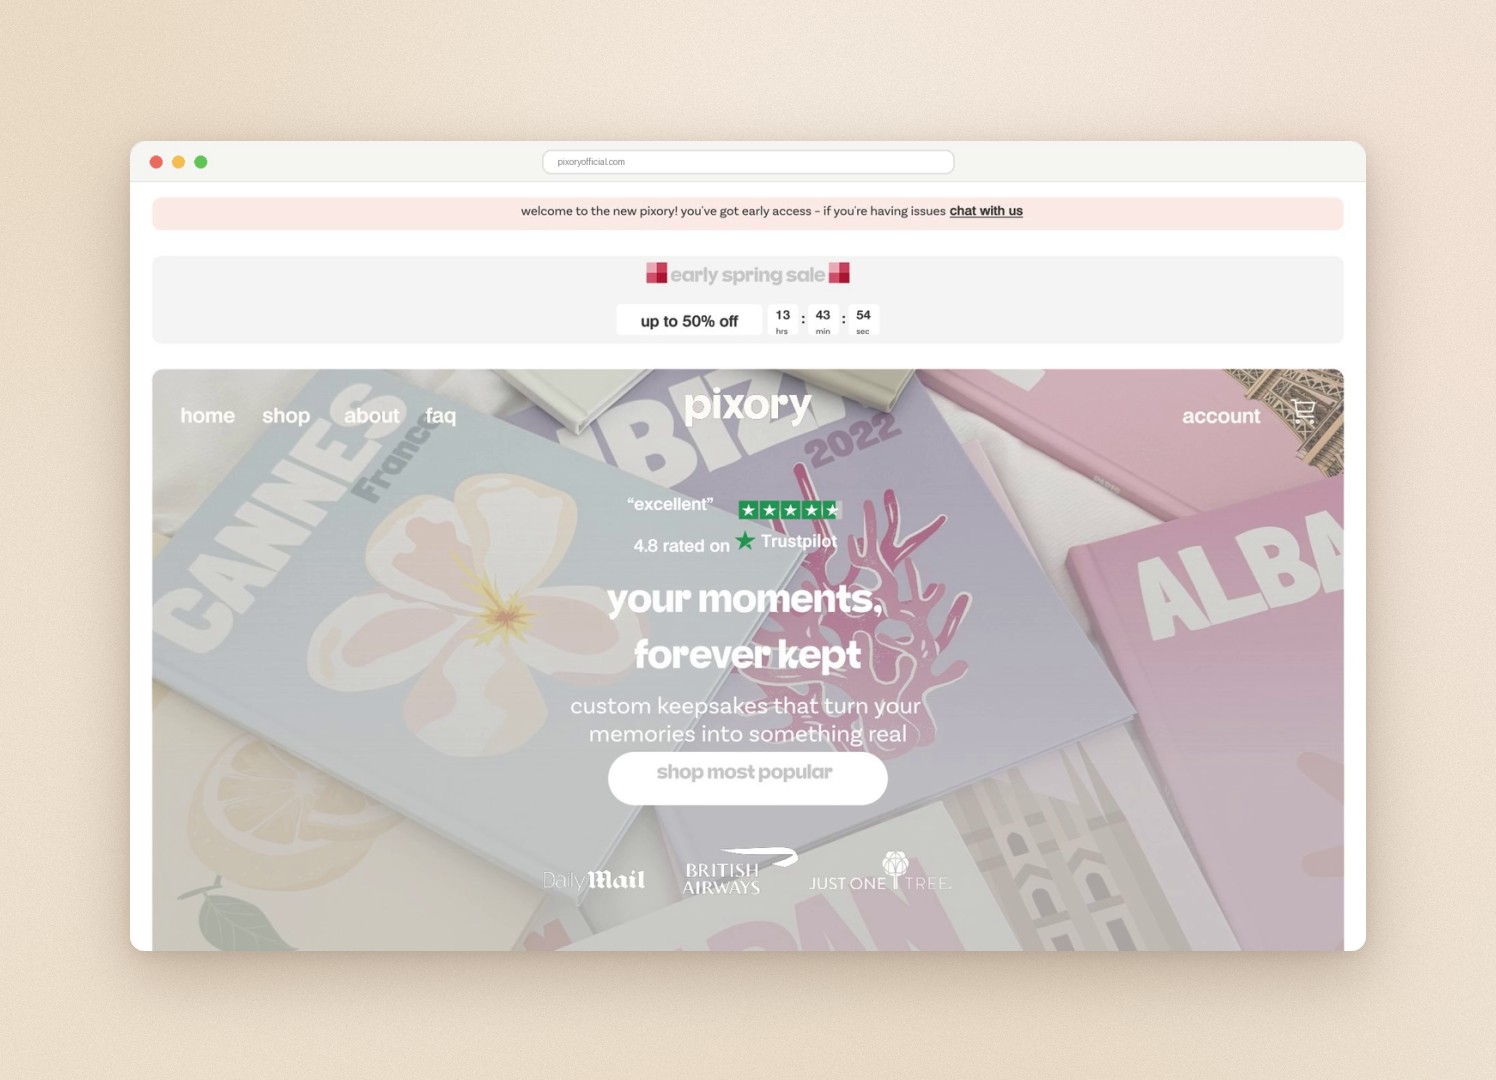 pixoryofficial.com
welcome to the new pixory! you've got early access – if you're having issues chat with us
early spring sale
up to 50% off
13 : 43 : 54
hrs min sec
home shop about faq
pixory
account
CANNES
France
IBIZA
2022
ALBA
“excellent”
4.8 rated on Trustpilot
your moments,
forever kept
custom keepsakes that turn your
memories into something real
shop most popular
Daily Mail
BRITISH
AIRWAYS
JUST ONE TREE